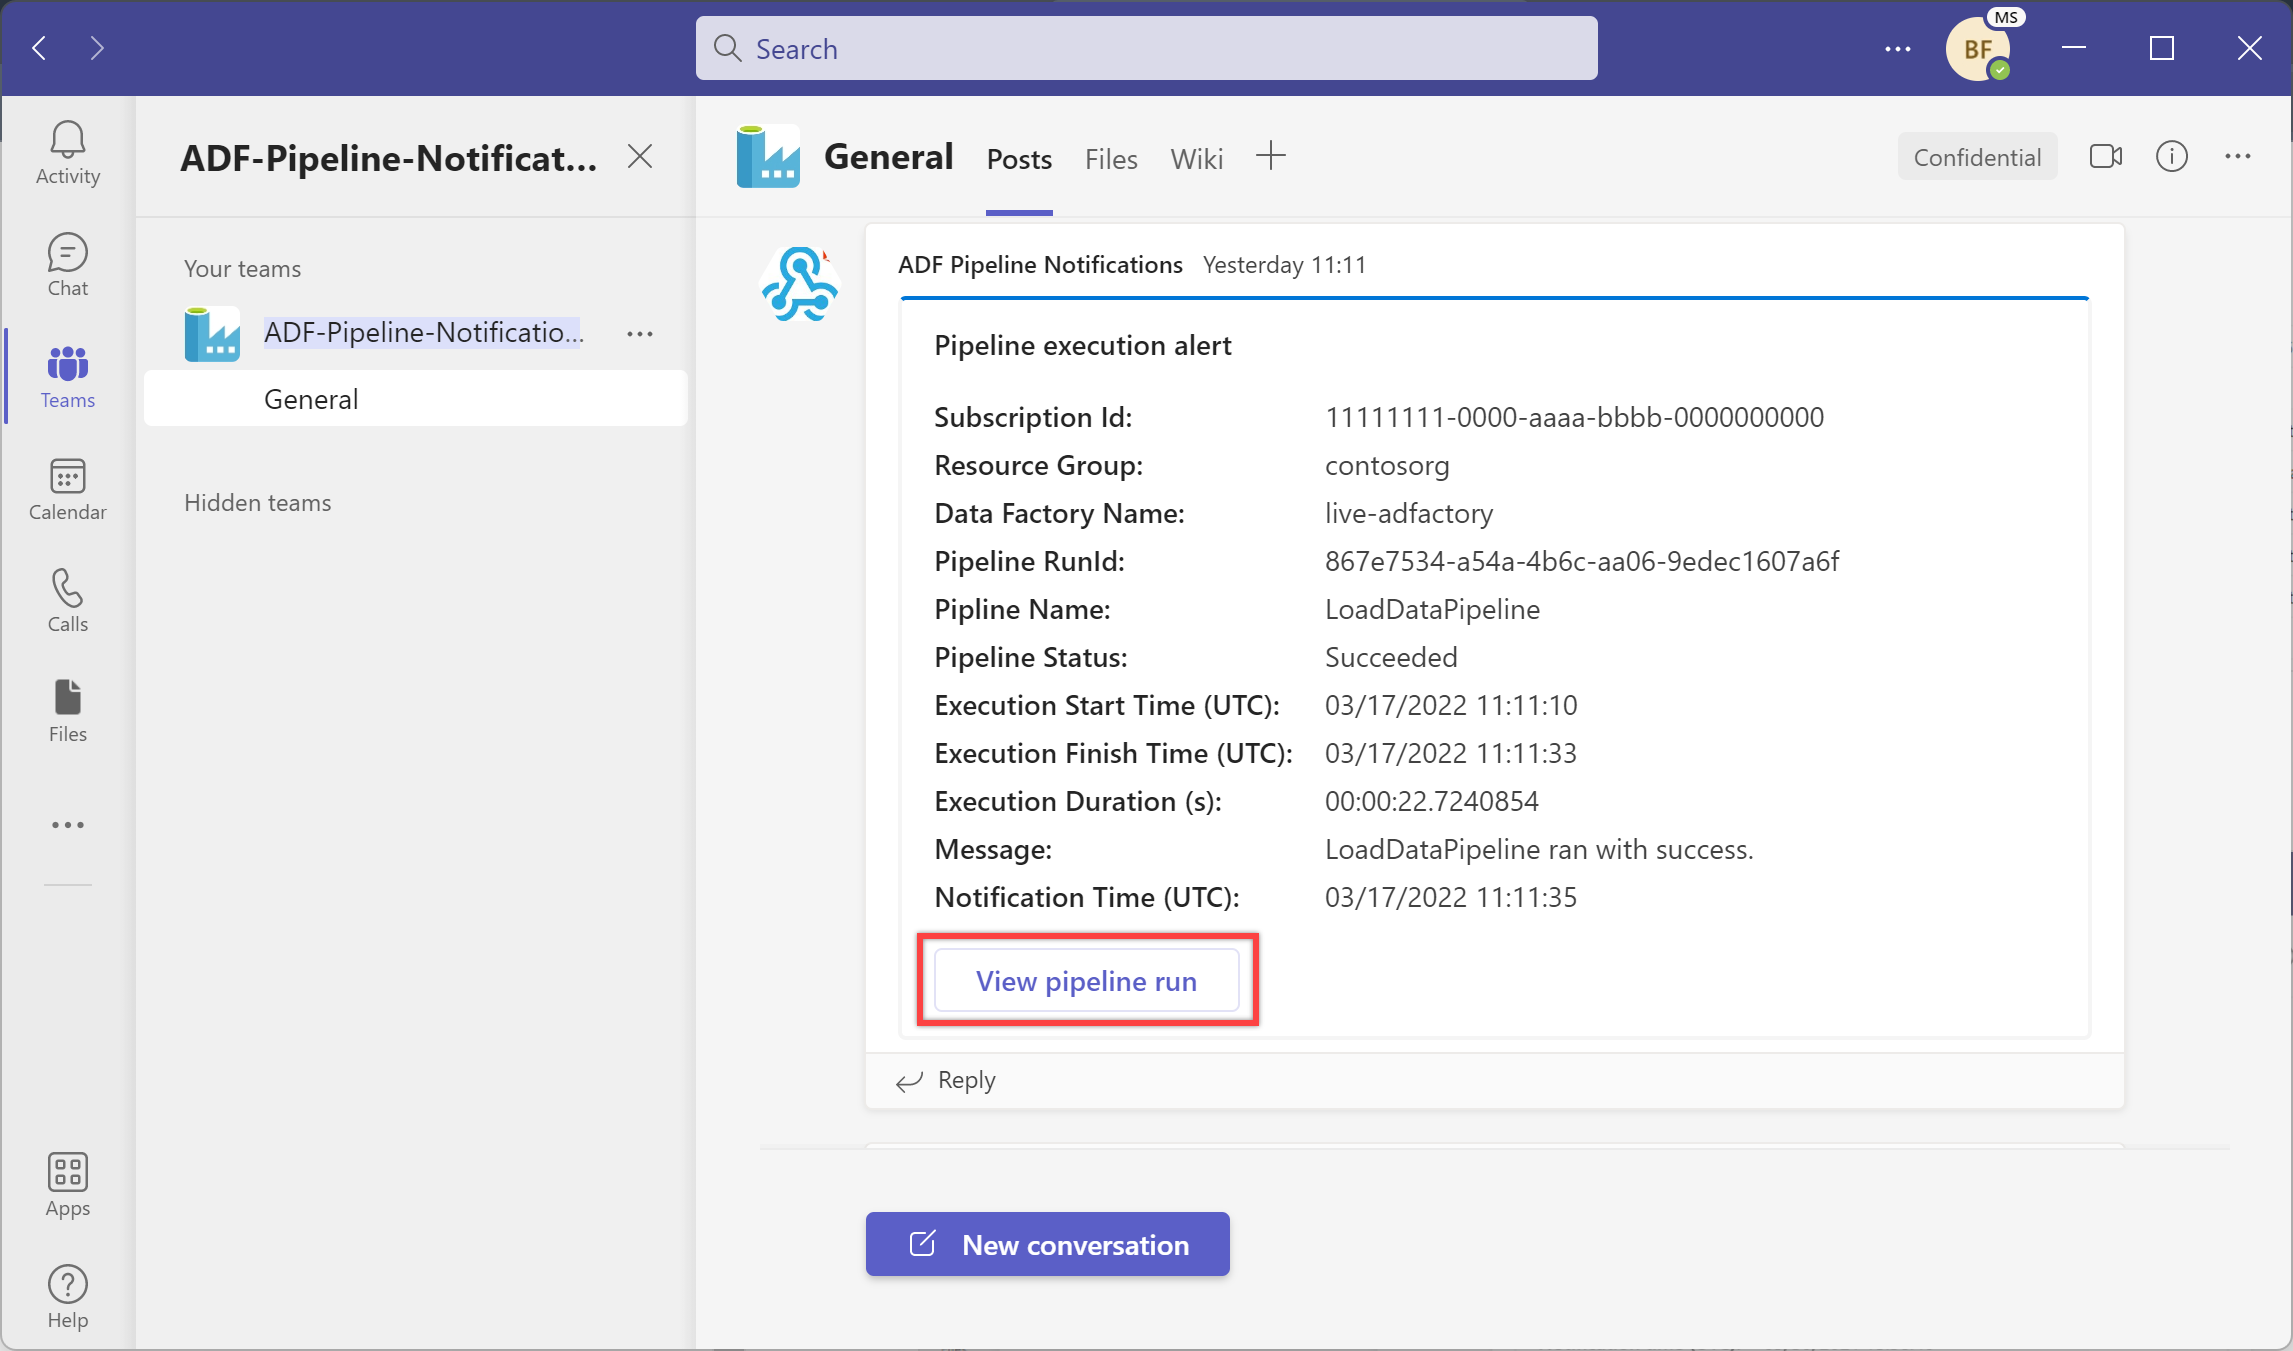 Search
MS
BF
Activity
Chat
Teams
Calendar
Calls
Files
Apps
Help
ADF-Pipeline-Notificat...
Your teams
ADF-Pipeline-Notificatio...
General
Hidden teams
General Posts Files Wiki
Confidential
ADF Pipeline Notifications Yesterday 11:11
Pipeline execution alert
Subscription Id: 11111111-0000-aaaa-bbbb-0000000000
Resource Group: contosorg
Data Factory Name: live-adfactory
Pipeline RunId: 867e7534-a54a-4b6c-aa06-9edec1607a6f
Pipline Name: LoadDataPipeline
Pipeline Status: Succeeded
Execution Start Time (UTC): 03/17/2022 11:11:10
Execution Finish Time (UTC): 03/17/2022 11:11:33
Execution Duration (s): 00:00:22.7240854
Message: LoadDataPipeline ran with success.
Notification Time (UTC): 03/17/2022 11:11:35
View pipeline run
Reply
New conversation